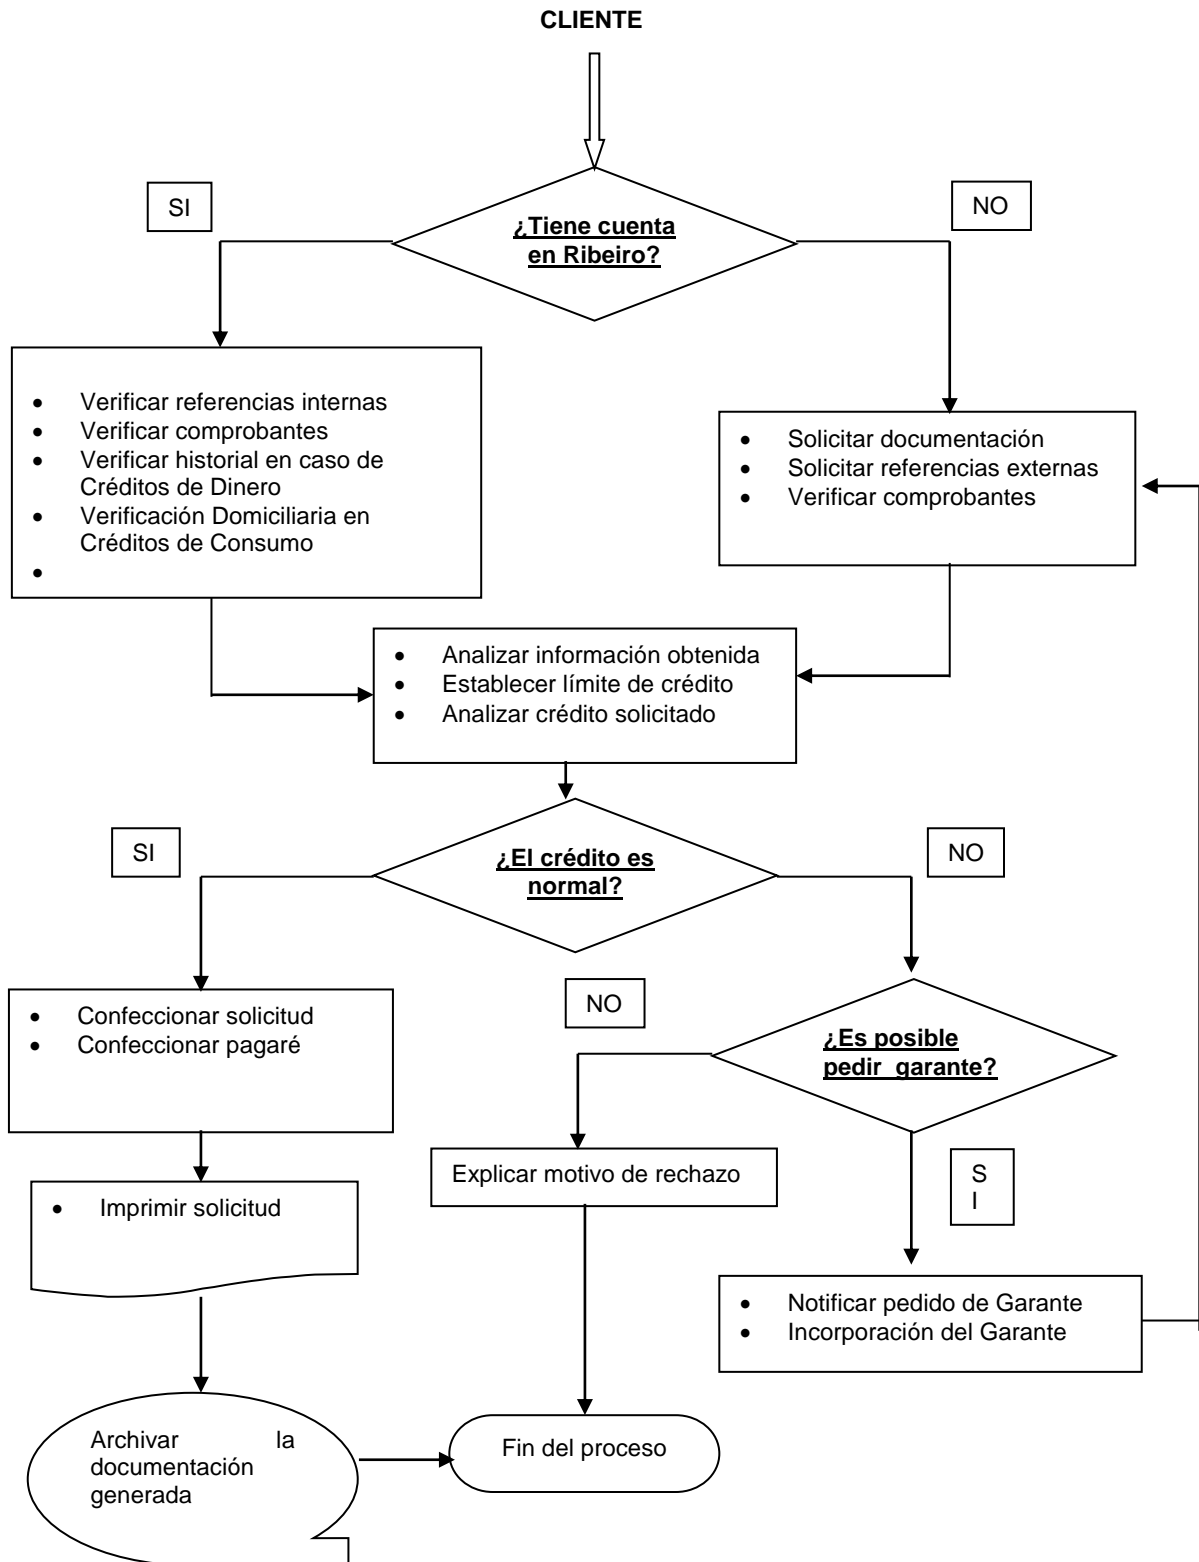 CLIENTE
SI
NO
¿Tiene cuenta
en Ribeiro?
• Verificar referencias internas
• Verificar comprobantes
• Verificar historial en caso de
Créditos de Dinero
• Verificación Domiciliaria en
Créditos de Consumo
•
• Solicitar documentación
• Solicitar referencias externas
• Verificar comprobantes
• Analizar información obtenida
• Establecer límite de crédito
• Analizar crédito solicitado
SI
NO
¿El crédito es
normal?
NO
• Confeccionar solicitud
• Confeccionar pagaré
¿Es posible
pedir garante?
Explicar motivo de rechazo
S
I
• Imprimir solicitud
• Notificar pedido de Garante
• Incorporación del Garante
Archivar la
documentación
generada
Fin del proceso